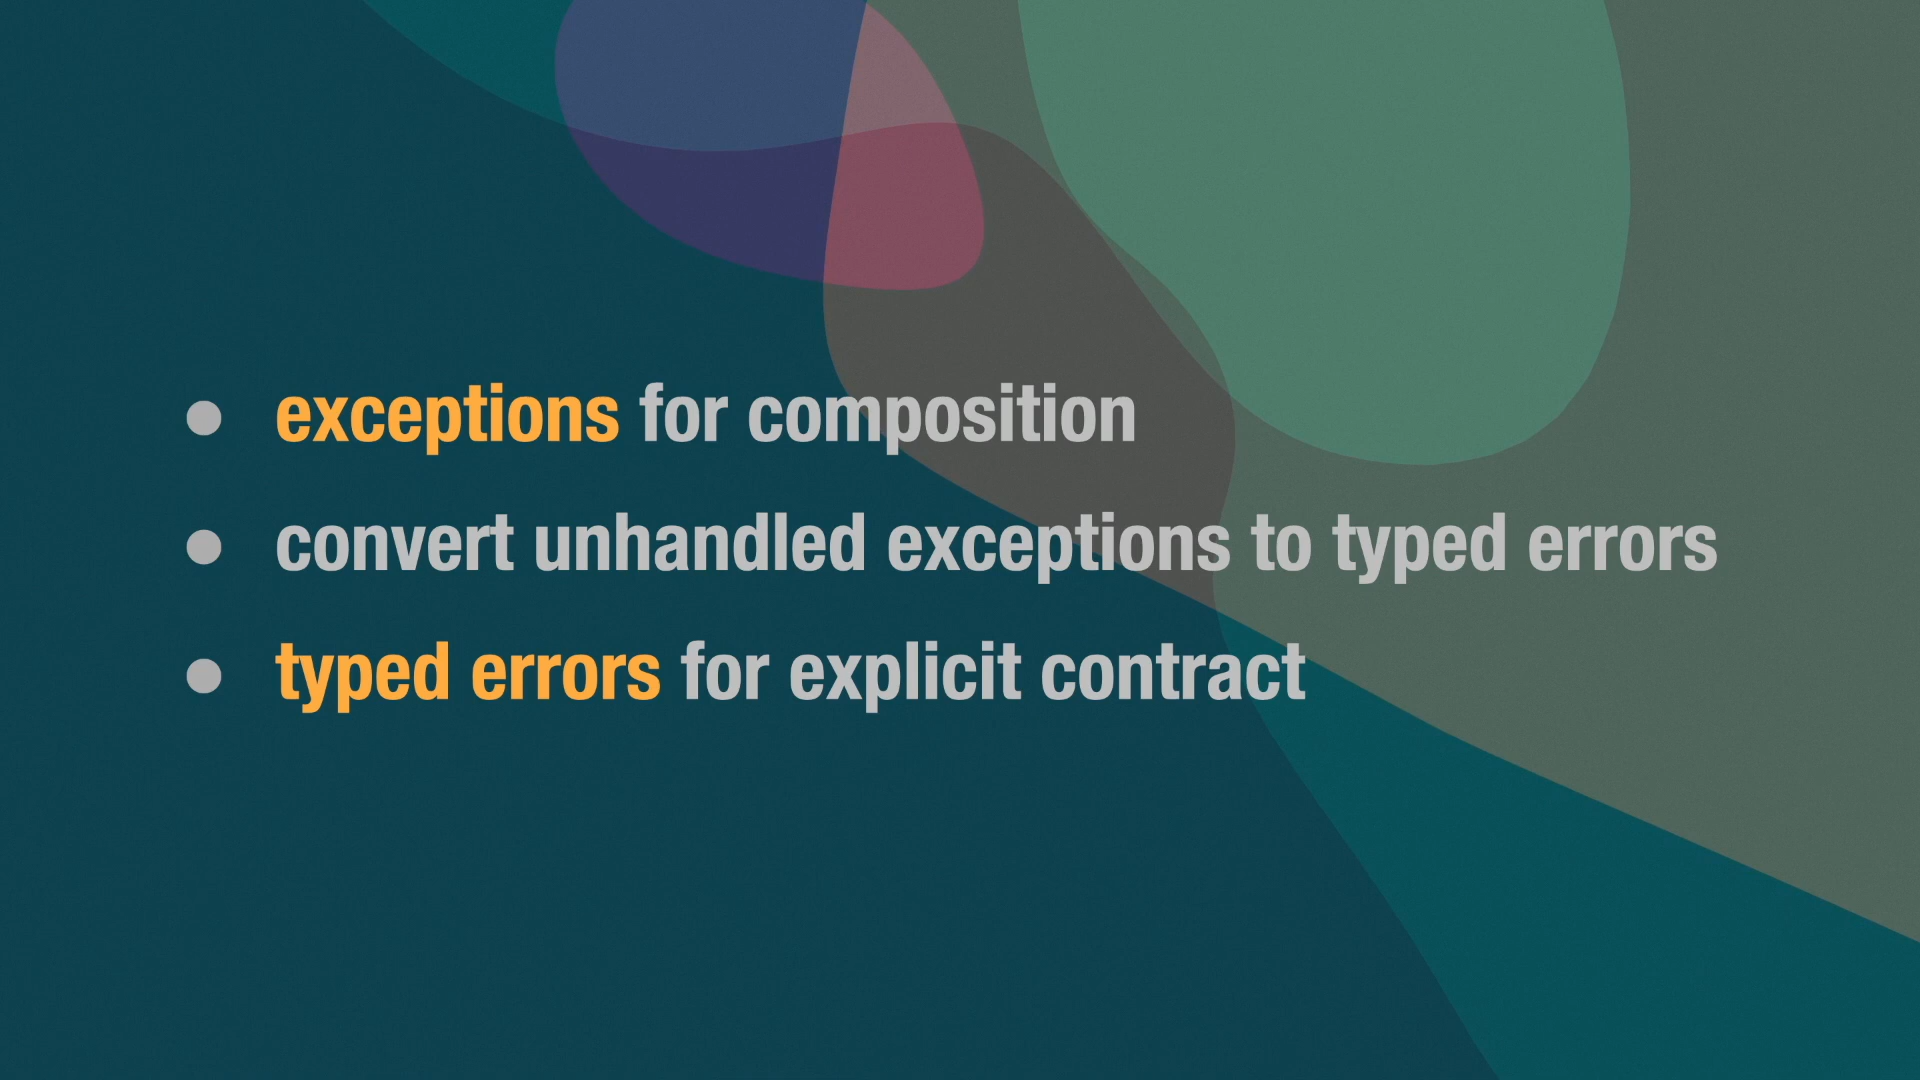 ● exceptions for composition
● convert unhandled exceptions to typed errors
● typed errors for explicit contract